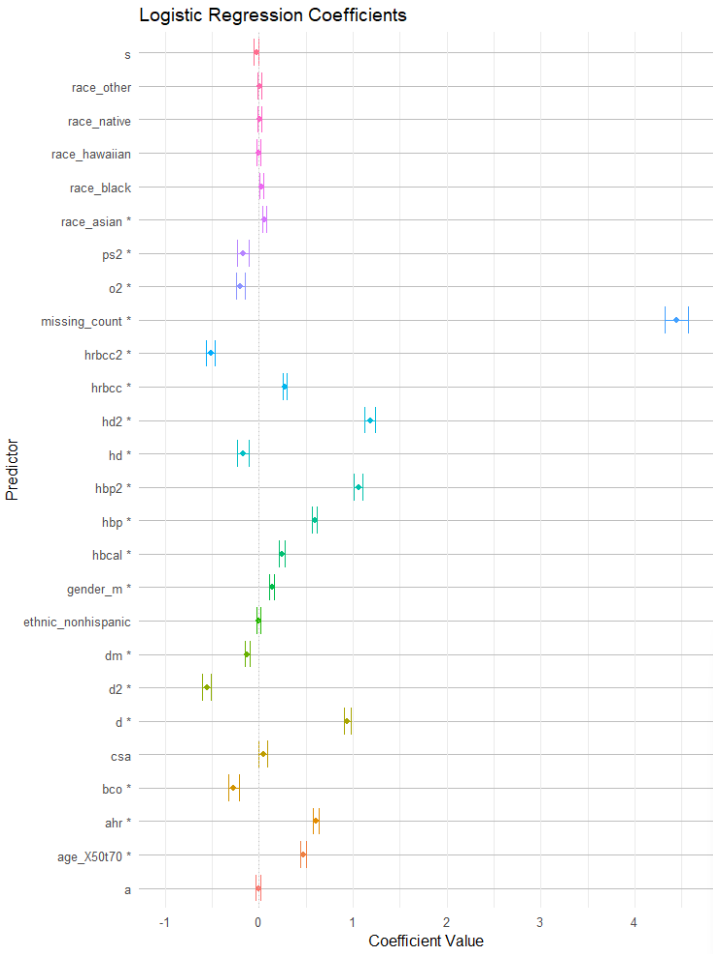 Logistic Regression Coefficients
s
race_other
race_native
race_hawaiian
race_black
race_asian *
ps2 *
o2 *
missing_count *
hrbcc2 *
hrbcc *
hd2 *
hd *
hbp2 *
hbp *
hbcal *
gender_m *
ethnic_nonhispanic
dm *
d2 *
d *
csa
bco *
ahr *
age_X50t70 *
a
Predictor
-1 0 1 2 3 4
Coefficient Value